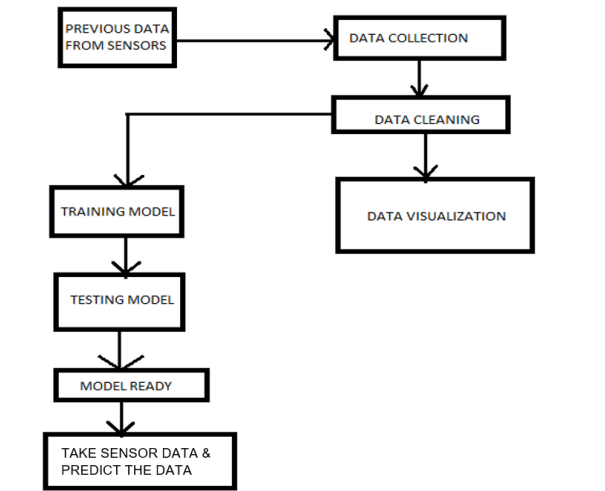 PREVIOUS DATA
FROM SENSORS
DATA COLLECTION
DATA CLEANING
TRAINING MODEL
DATA VISUALIZATION
TESTING MODEL
MODEL READY
TAKE SENSOR DATA &
PREDICT THE DATA